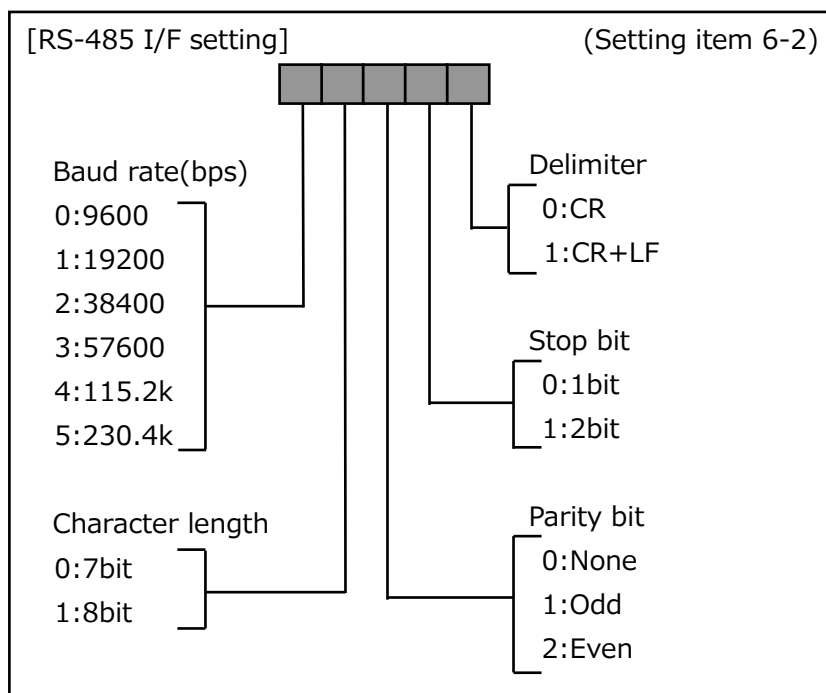 [RS-485 I/F setting]
(Setting item 6-2)
Baud rate(bps)
0:9600
1:19200
2:38400
3:57600
4:115.2k
5:230.4k
Character length
0:7bit
1:8bit
Delimiter
0:CR
1:CR+LF
Stop bit
0:1bit
1:2bit
Parity bit
0:None
1:Odd
2:Even